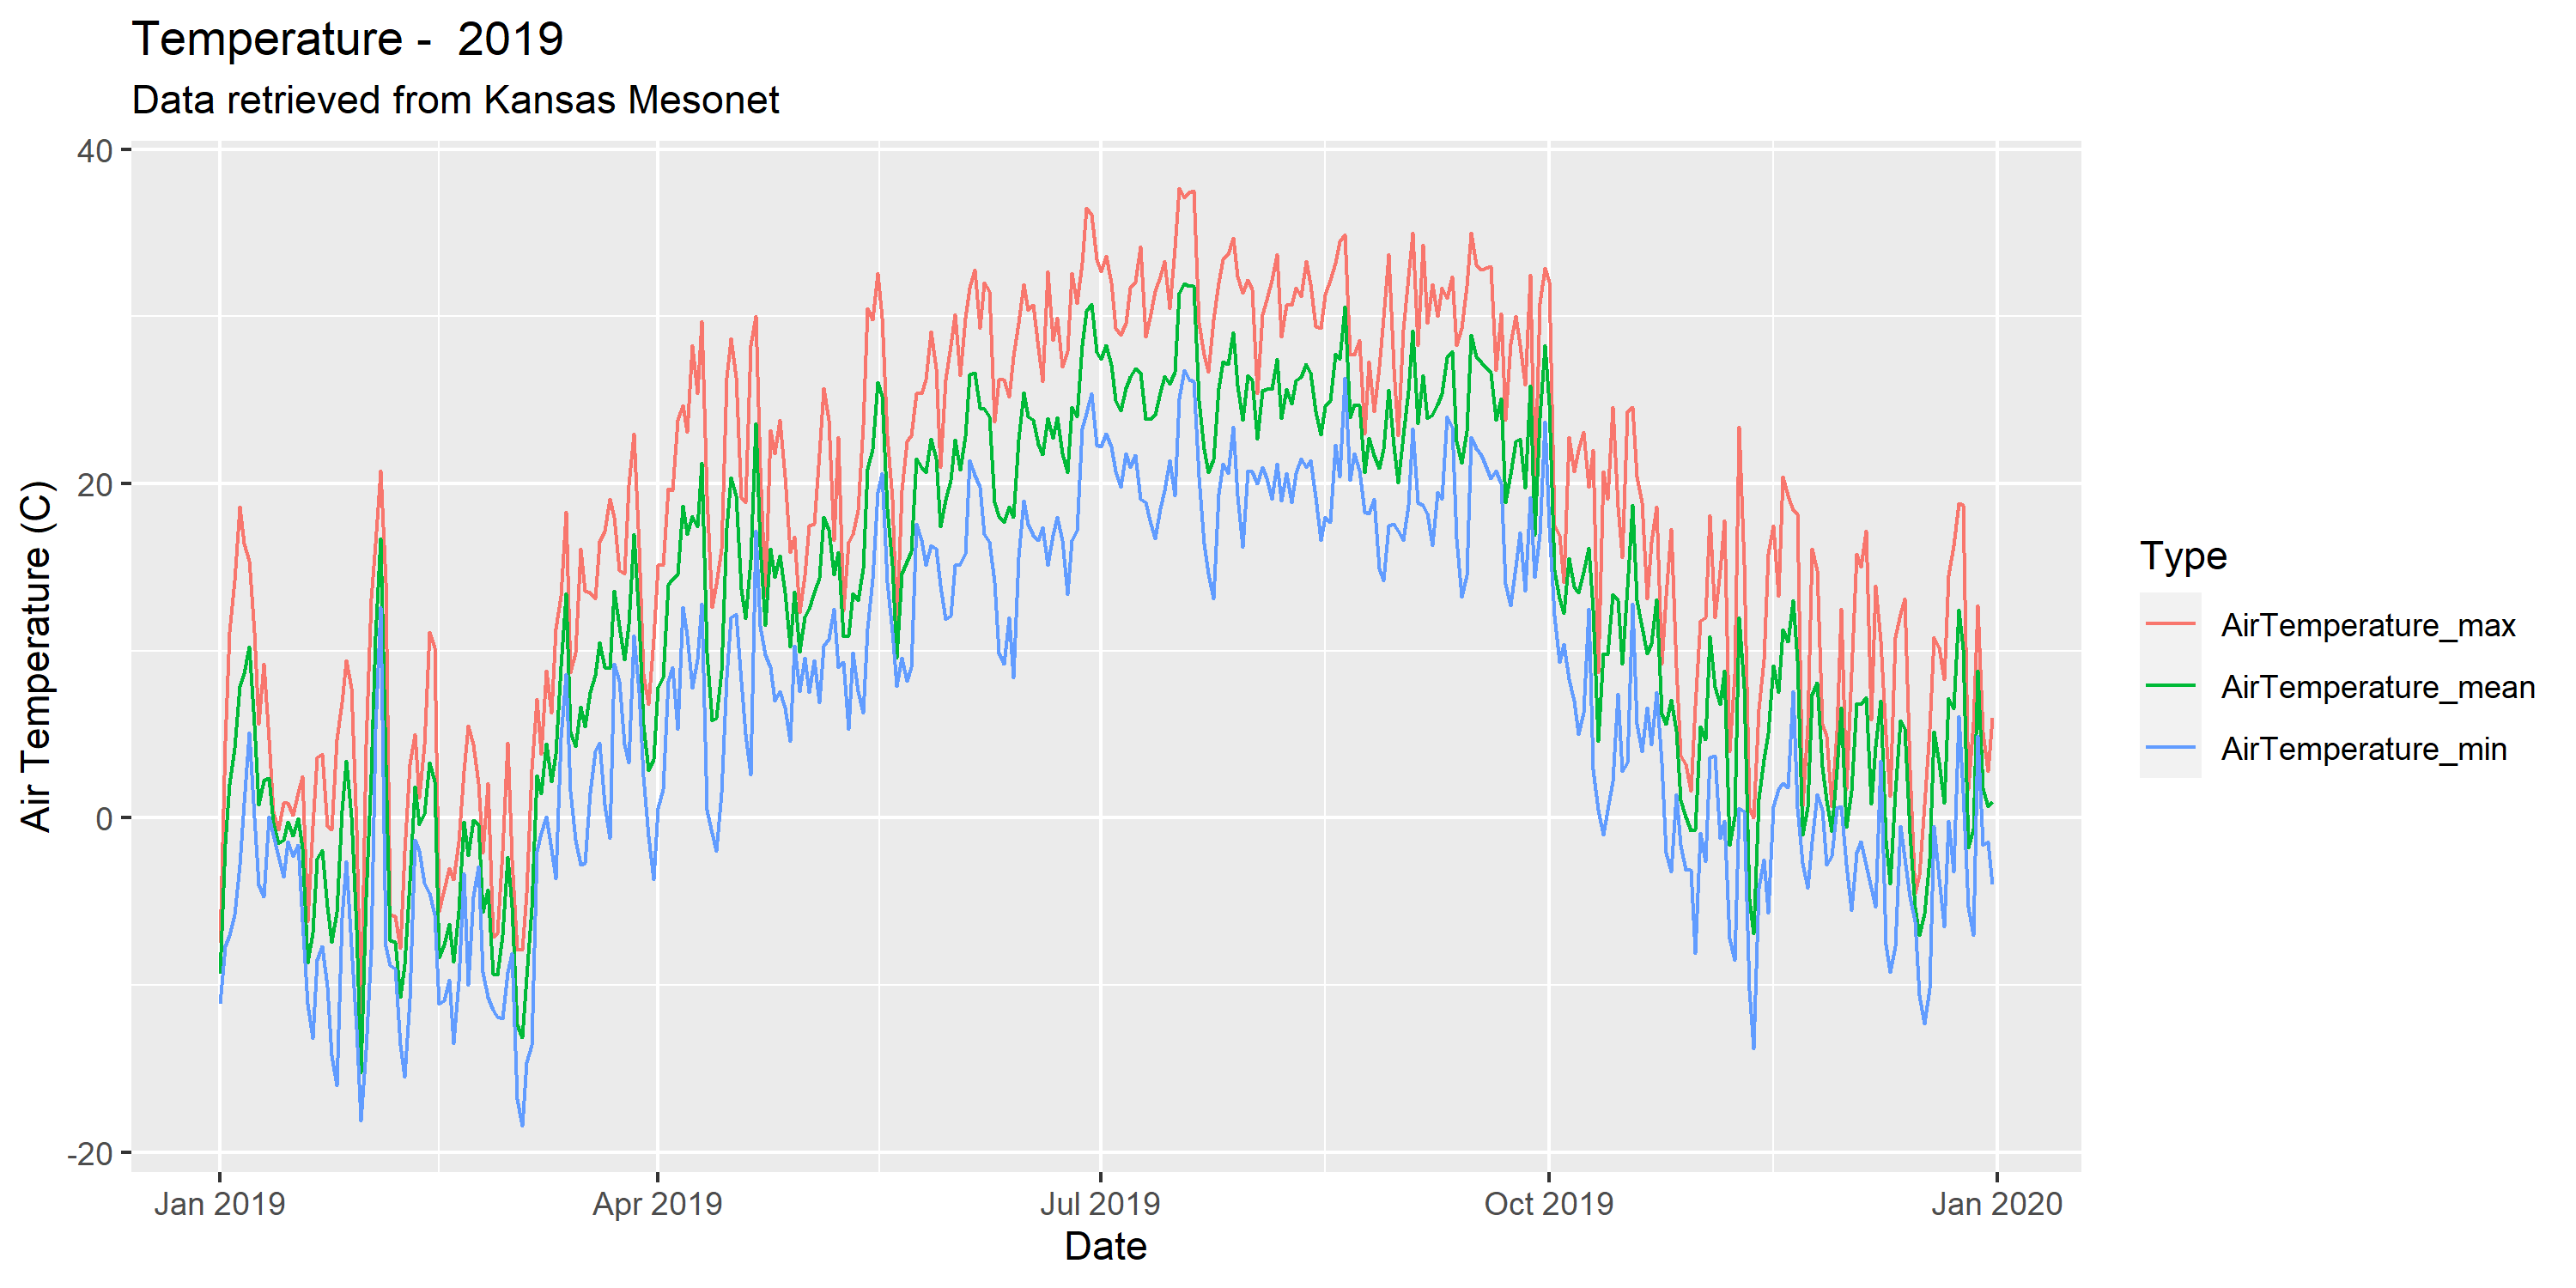 Temperature -  2019
Data retrieved from Kansas Mesonet
40
20
0
-20
Air Temperature (C)
Jan 2019
Apr 2019
Jul 2019
Oct 2019
Jan 2020
Date
Type
AirTemperature_max
AirTemperature_mean
AirTemperature_min